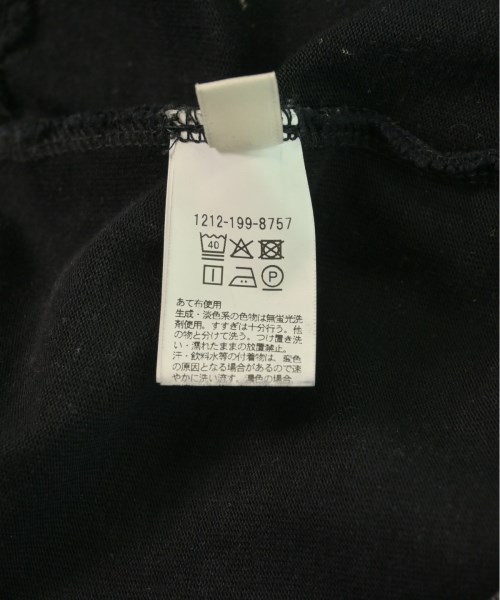 1212-199-8757
40
P
あて布使用
生成・淡色系の色物は無蛍光洗
剤使用。すすぎは十分行う。他
の物と分けて洗う。つけ置き洗
い・濡れたままの放置禁止。
汗・飲料水等の付着物は、変色
の原因となる場合があるので速
やかに洗い流す。濃色の場合